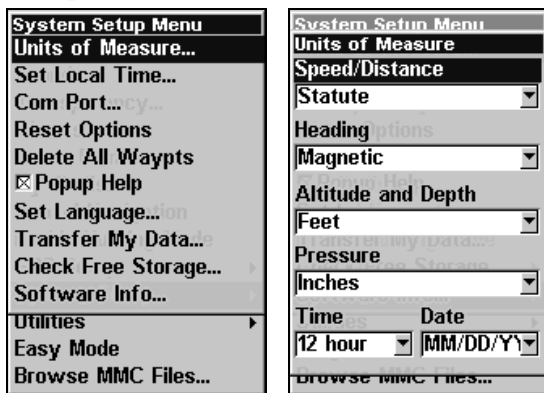 System Setup Menu
Units of Measure...
Set Local Time...
Com Port...
Reset Options
Delete All Waypts
Popup Help
Set Language...
Transfer My Data...
Check Free Storage...
Software Info...
Utilities
Easy Mode
Browse MMC Files...
System Setup Menu
Units of Measure
Speed/Distance
Statute
Heading
Magnetic
Altitude and Depth
Feet
Pressure
Inches
Time Date
12 hour MM/DD/YY
Browse MMC Files...